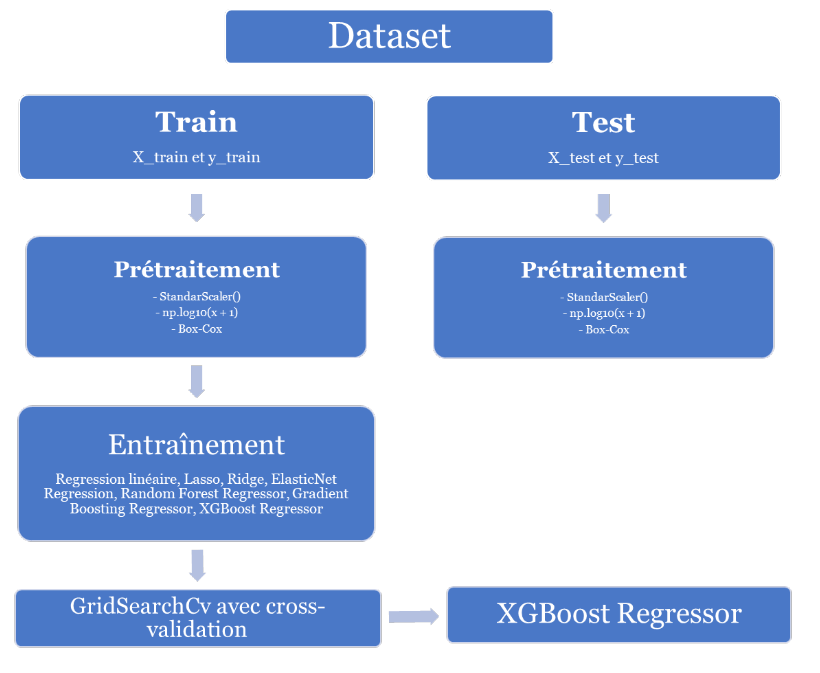 Dataset
Train
X_train et y_train
Test
X_test et y_test
Prétraitement
- StandarScaler()
- np.log10(x + 1)
- Box-Cox
Prétraitement
- StandarScaler()
- np.log10(x + 1)
- Box-Cox
Entraînement
Regression linéaire, Lasso, Ridge, ElasticNet
Regression, Random Forest Regressor, Gradient
Boosting Regressor, XGBoost Regressor
GridSearchCv avec cross-
validation
XGBoost Regressor